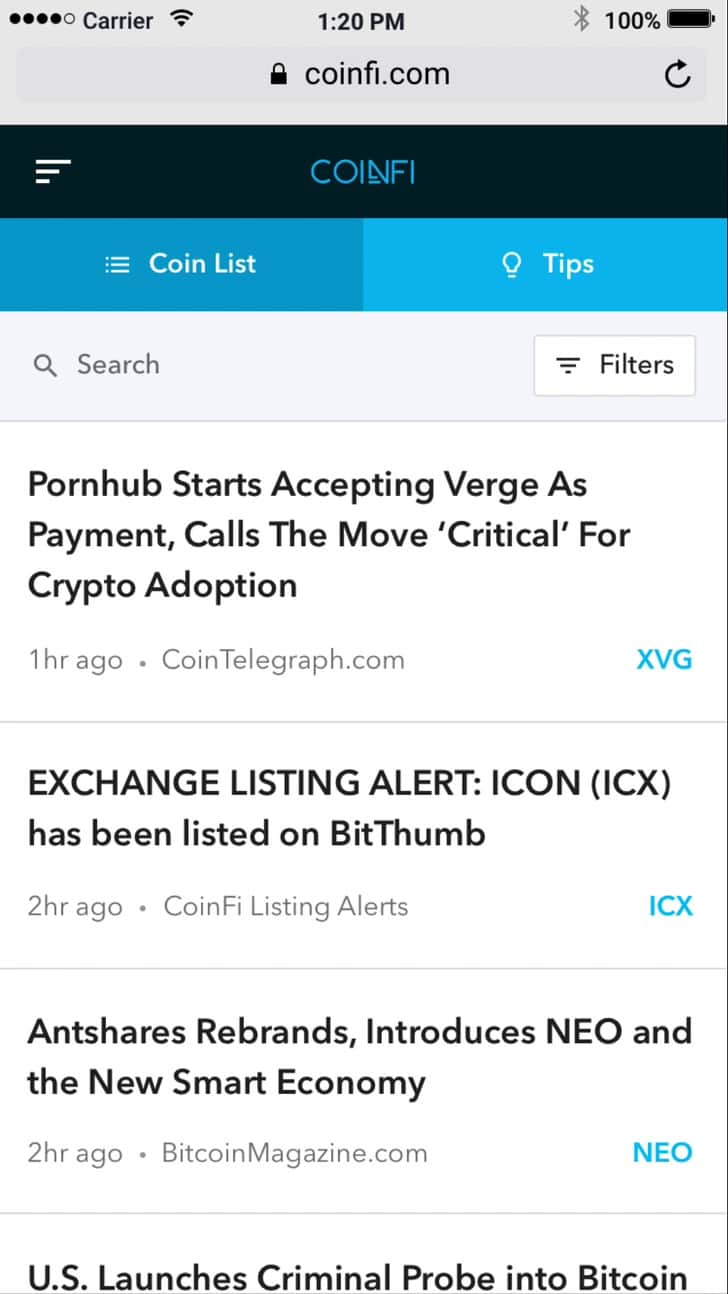 Carrier 1:20 PM 100%
coinfi.com
COINFI
Coin List Tips
Search Filters
Pornhub Starts Accepting Verge As
Payment, Calls The Move ‘Critical’ For
Crypto Adoption
1hr ago • CoinTelegraph.com XVG
EXCHANGE LISTING ALERT: ICON (ICX)
has been listed on BitThumb
2hr ago • CoinFi Listing Alerts ICX
Antshares Rebrands, Introduces NEO and
the New Smart Economy
2hr ago • BitcoinMagazine.com NEO
U.S. Launches Criminal Probe into Bitcoin